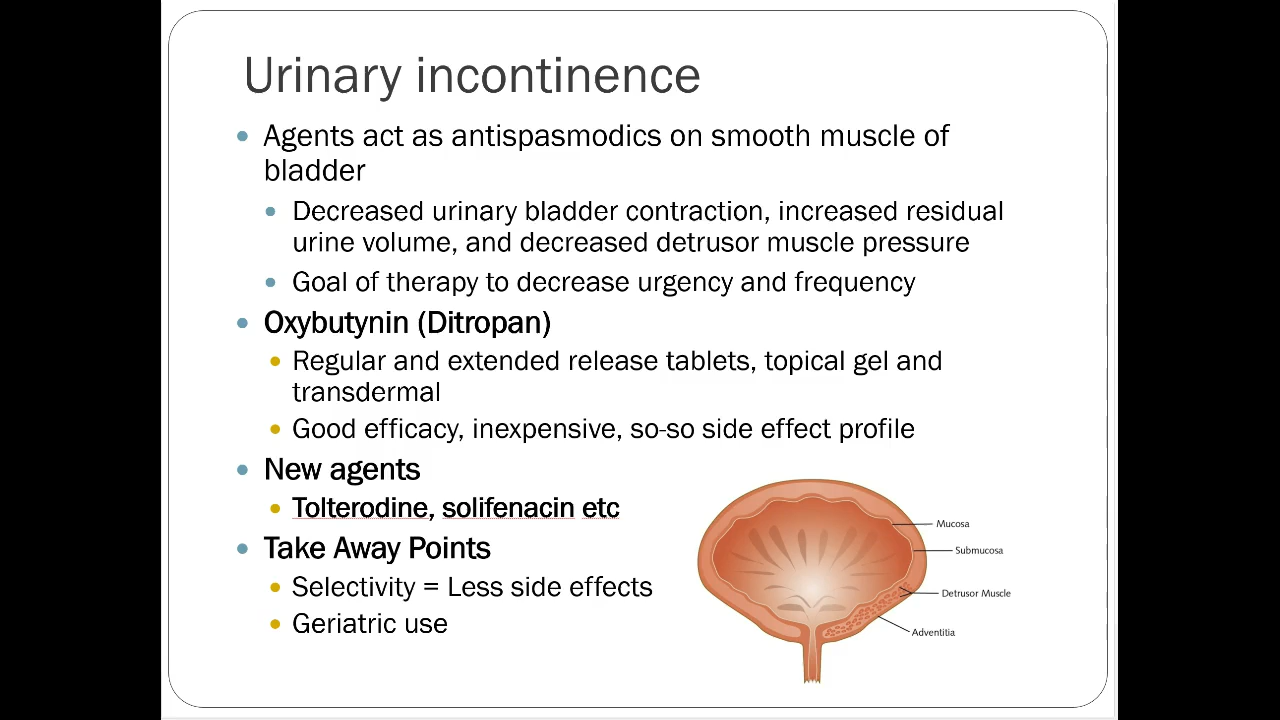 Urinary incontinence
Agents act as antispasmodics on smooth muscle of
bladder
Decreased urinary bladder contraction, increased residual
urine volume, and decreased detrusor muscle pressure
Goal of therapy to decrease urgency and frequency
Oxybutynin (Ditropan)
Regular and extended release tablets, topical gel and
transdermal
Good efficacy, inexpensive, so-so side effect profile
New agents
Tolterodine, solifenacin etc
Take Away Points
Selectivity = Less side effects
Geriatric use
Mucosa
Submucosa
Detrusor Muscle
Adventitia